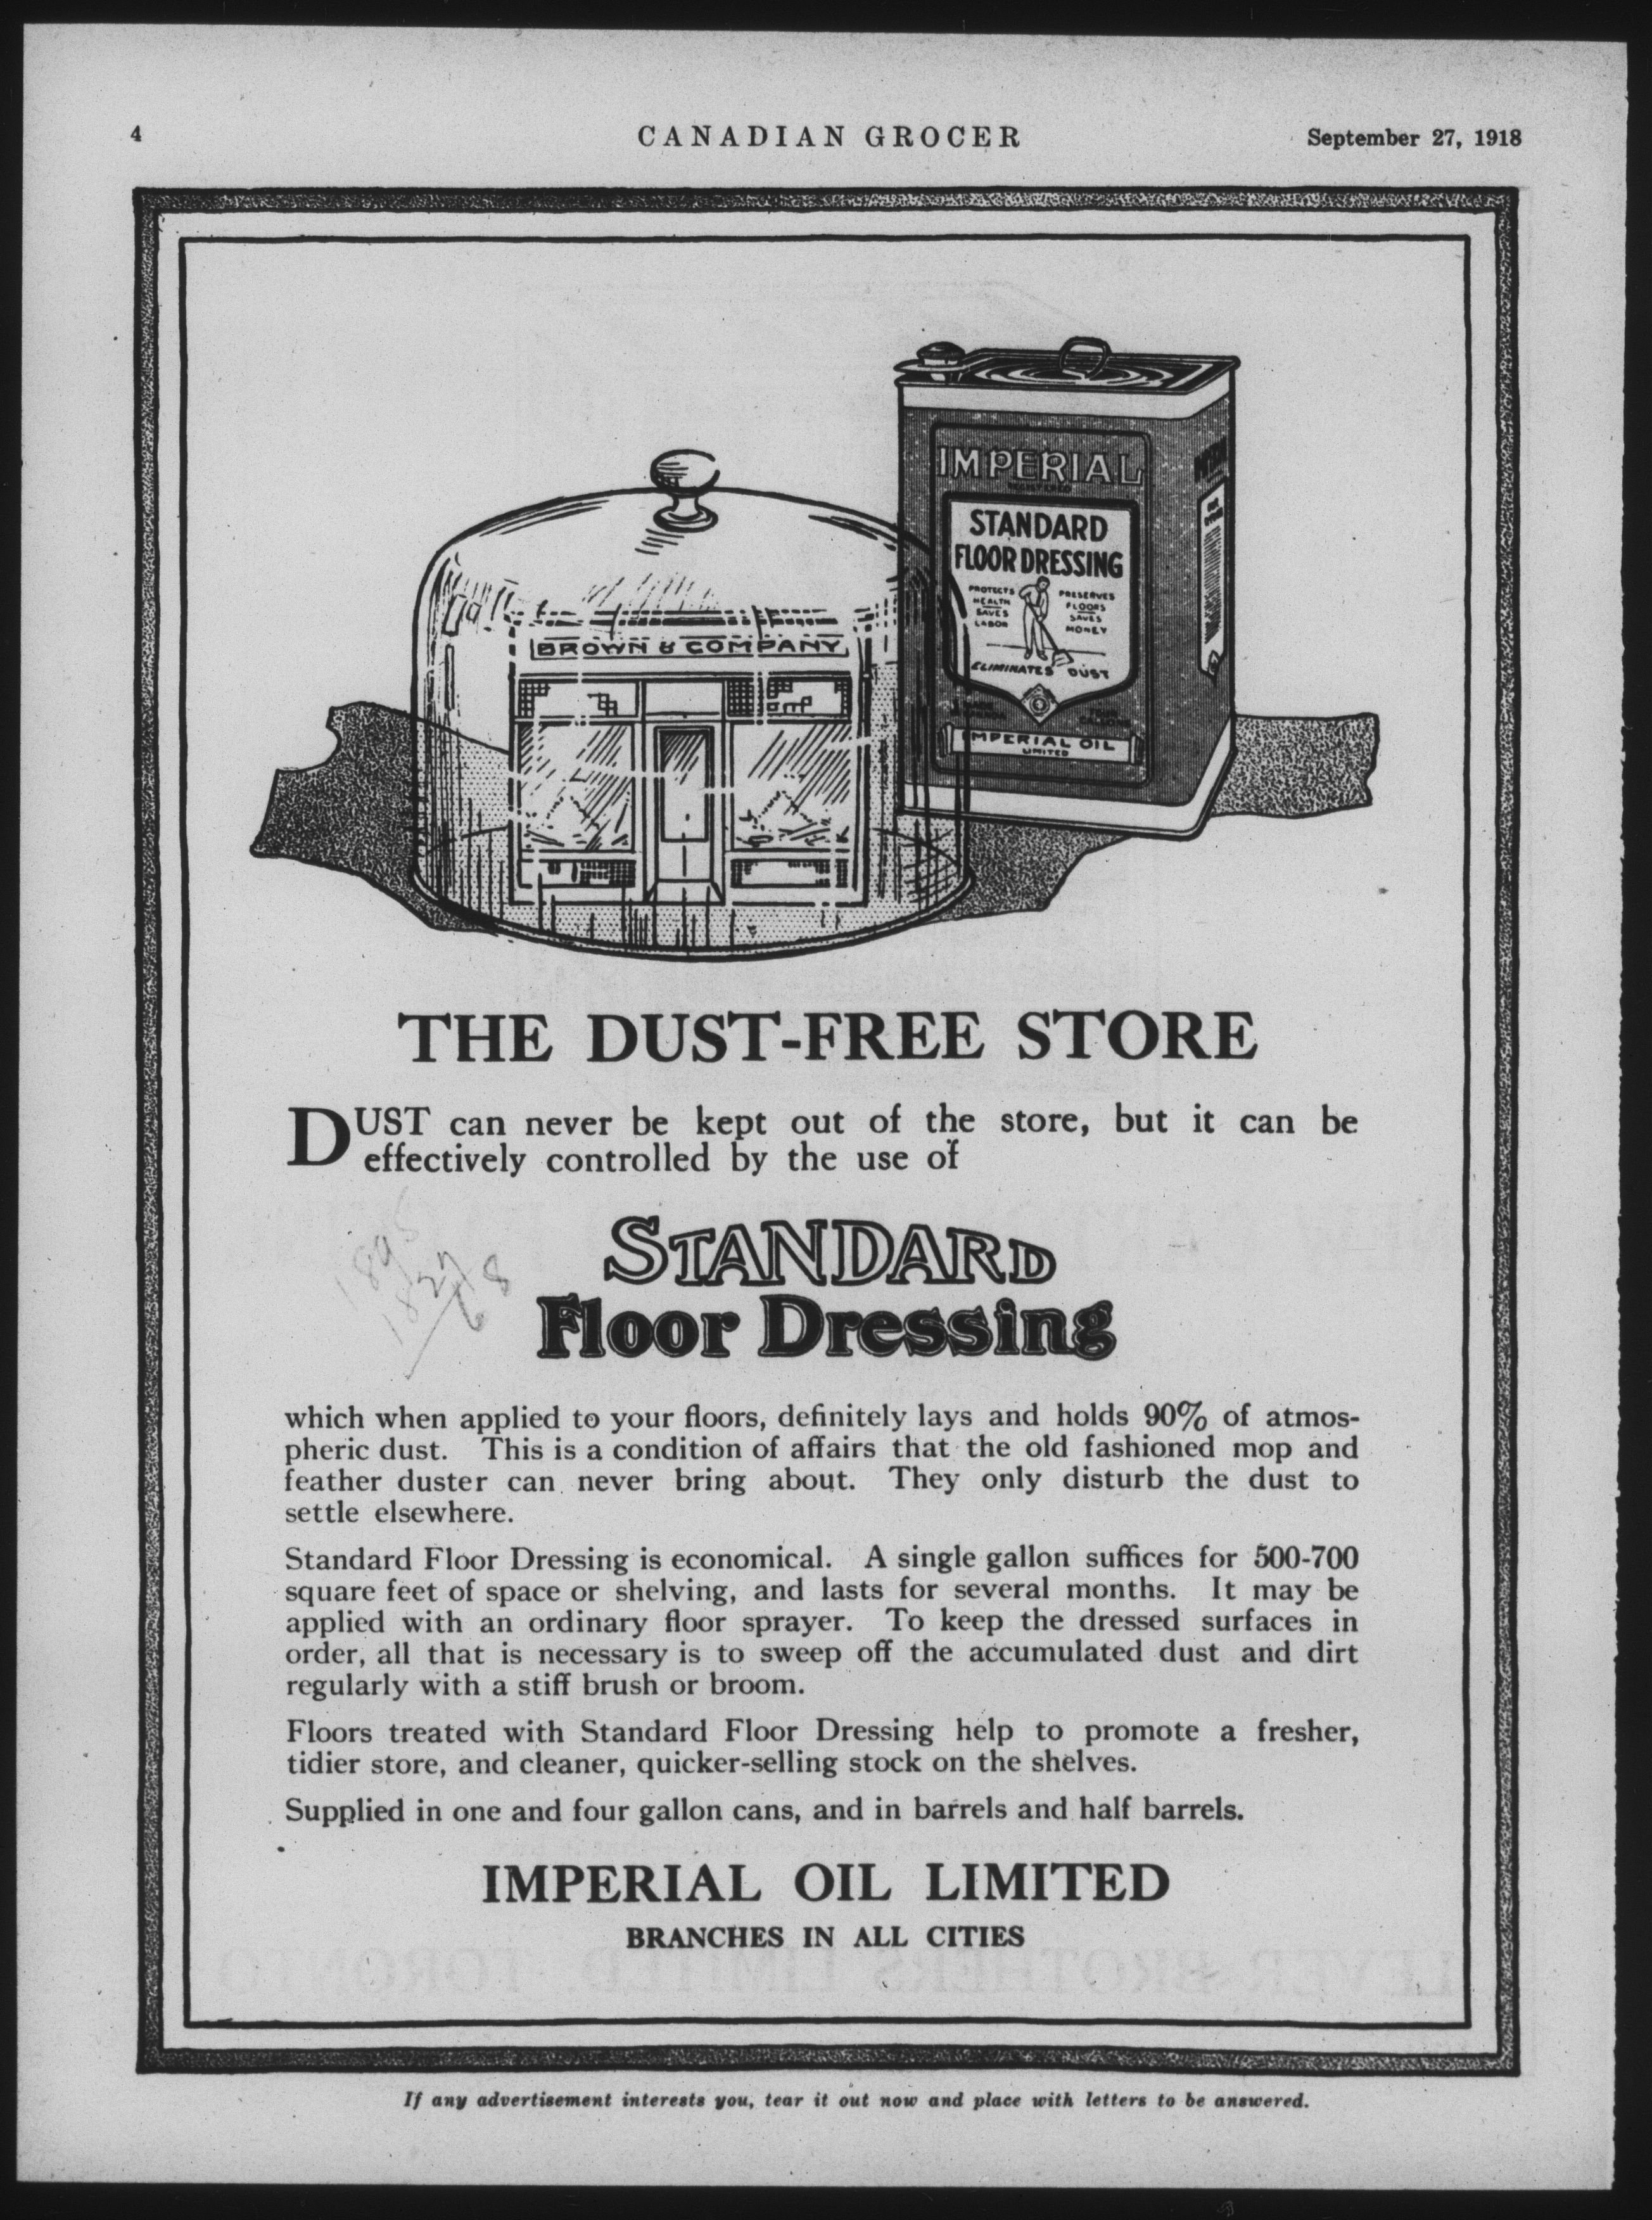 4
CANADIAN GROCER
September 27, 1918
IMPERIAL
REGISTERED
STANDARD
FLOOR DRESSING
PROTECTS
HEALTH
SAVES
LABOR
PRESERVES
FLOORS
SAVES
MONEY
ELIMINATES DUST
IMPERIAL OIL
LIMITED
BROWN & COMPANY
THE DUST-FREE STORE
DUST can never be kept out of the store, but it can be
effectively controlled by the use of
1895
1827
68
STANDARD
Floor Dressing
which when applied to your floors, definitely lays and holds 90% of atmos-
pheric dust. This is a condition of affairs that the old fashioned mop and
feather duster can never bring about. They only disturb the dust to
settle elsewhere.
Standard Floor Dressing is economical. A single gallon suffices for 500-700
square feet of space or shelving, and lasts for several months. It may be
applied with an ordinary floor sprayer. To keep the dressed surfaces in
order, all that is necessary is to sweep off the accumulated dust and dirt
regularly with a stiff brush or broom.
Floors treated with Standard Floor Dressing help to promote a fresher,
tidier store, and cleaner, quicker-selling stock on the shelves.
Supplied in one and four gallon cans, and in barrels and half barrels.
IMPERIAL OIL LIMITED
BRANCHES IN ALL CITIES
LEVER BROTHERS LIMITED, TORONTO
If any advertisement interests you, tear it out now and place with letters to be answered.